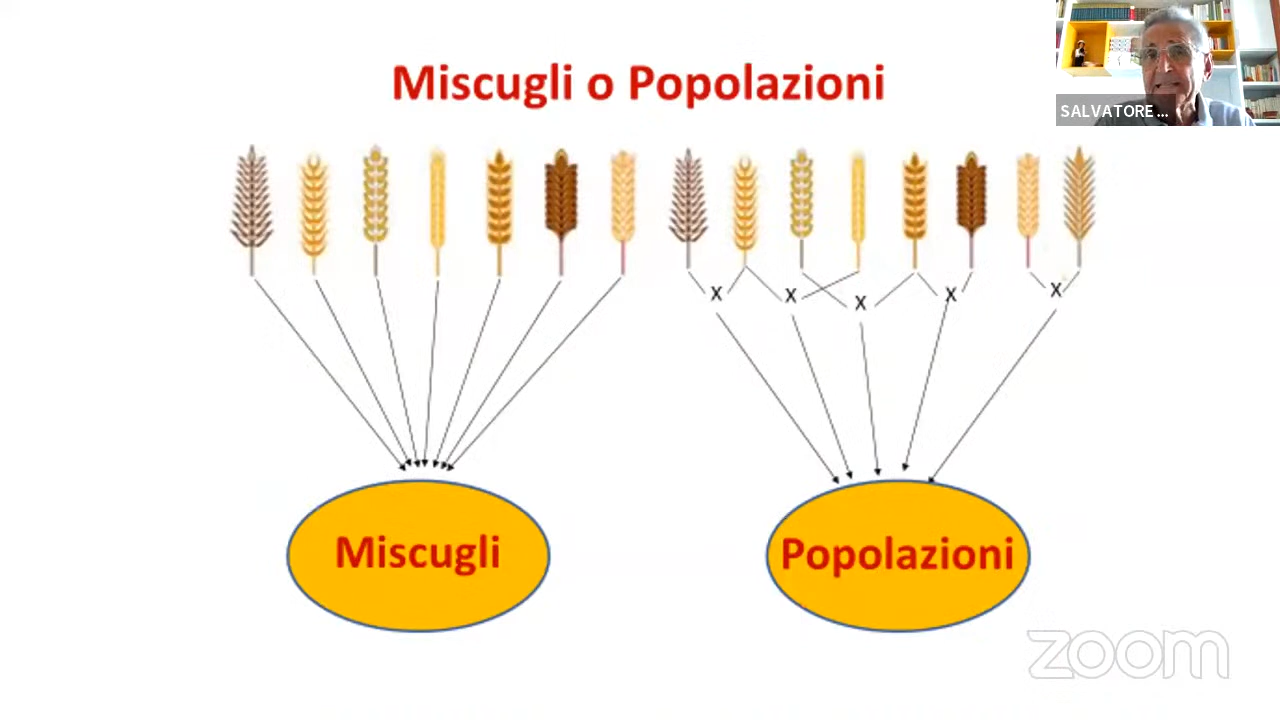 Miscugli o Popolazioni
SALVATORE ...
X X X X X
Miscugli
Popolazioni
zoom